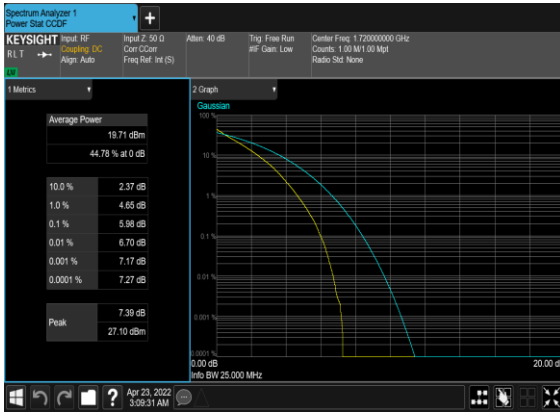 Spectrum Analyzer 1
Power Stat CCDF
+
KEYSIGHT
RLT
LV
Input: RF
Coupling: DC
Align: Auto
Input Z: 50 Ω
Corr CCorr
Freq Ref: Int (S)
Atten: 40 dB
Trig: Free Run
#IF Gain: Low
Center Freq: 1.720000000 GHz
Counts: 1.00 M/1.00 Mpt
Radio Std: None
1 Metrics
Average Power
19.71 dBm
44.78 % at 0 dB
10.0 % 2.37 dB
1.0 % 4.65 dB
0.1 % 5.98 dB
0.01 % 6.70 dB
0.001 % 7.17 dB
0.0001 % 7.27 dB
Peak
7.39 dB
27.10 dBm
2 Graph
Gaussian
100 %
10 %
1 %
0.1 %
0.01 %
0.001 %
0.0001 %
0.00 dB
20.00 d
Info BW 25.000 MHz
?
Apr 23, 2022
3:09:31 AM